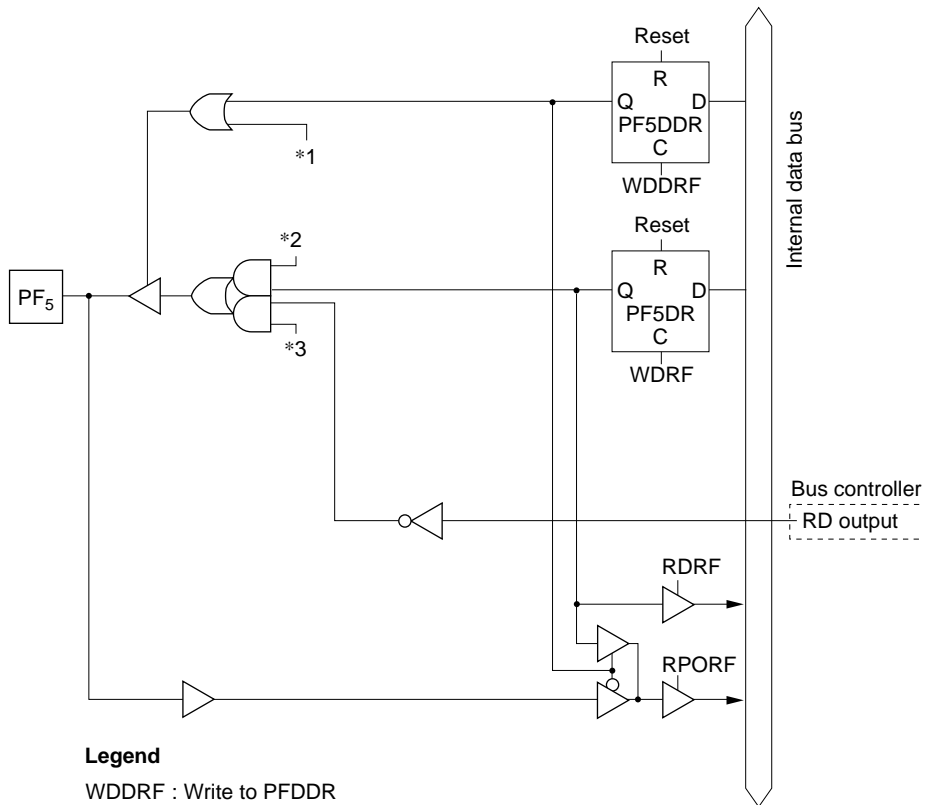 Reset
R
Q D
PF5DDR
C
WDDRF
*1
Internal data bus
Reset
R
Q D
PF5DR
C
WDRF
*2
PF5
*3
Bus controller
RD output
RDRF
RPORF
Legend
WDDRF : Write to PFDDR